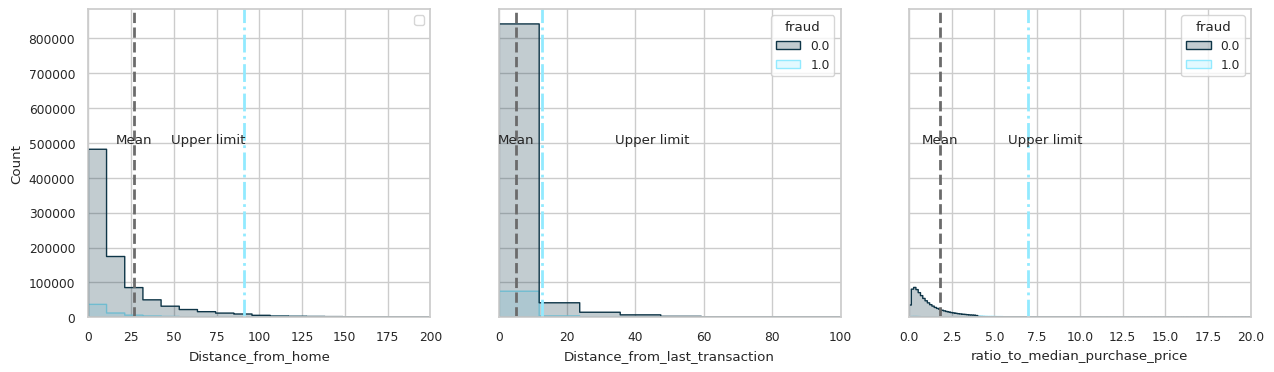 Count
800000
700000
600000
500000
400000
300000
200000
100000
0
Mean
Upper limit
0 25 50 75 100 125 150 175 200
Distance_from_home
fraud
0.0
1.0
Mean
Upper limit
0 20 40 60 80 100
Distance_from_last_transaction
fraud
0.0
1.0
Mean
Upper limit
0.0 2.5 5.0 7.5 10.0 12.5 15.0 17.5 20.0
ratio_to_median_purchase_price